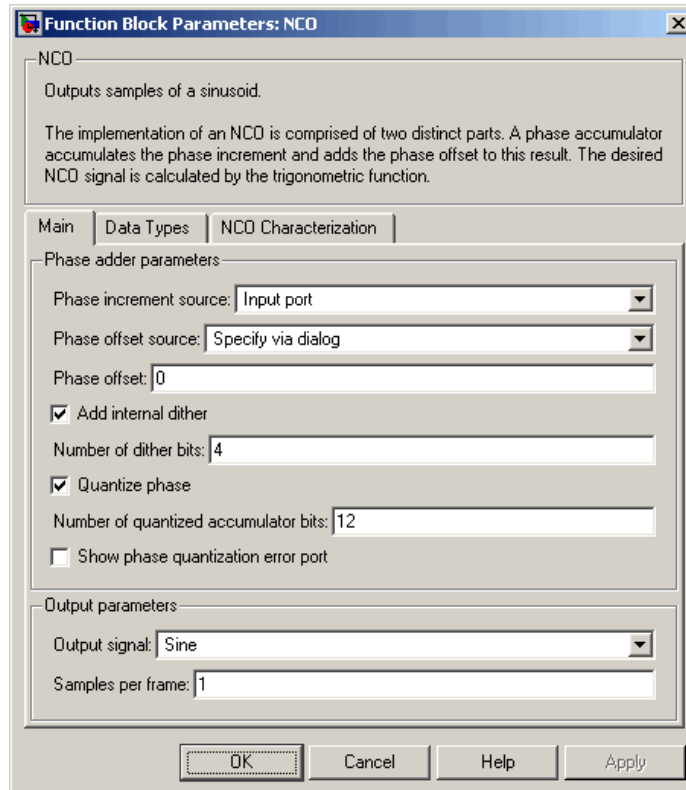 Function Block Parameters: NCO
NCO
Outputs samples of a sinusoid.
The implementation of an NCO is comprised of two distinct parts. A phase accumulator
accumulates the phase increment and adds the phase offset to this result. The desired
NCO signal is calculated by the trigonometric function.
Main Data Types NCO Characterization
Phase adder parameters
Phase increment source: Input port
Phase offset source: Specify via dialog
Phase offset: 0
Add internal dither
Number of dither bits: 4
Quantize phase
Number of quantized accumulator bits: 12
Show phase quantization error port
Output parameters
Output signal: Sine
Samples per frame: 1
OK Cancel Help Apply